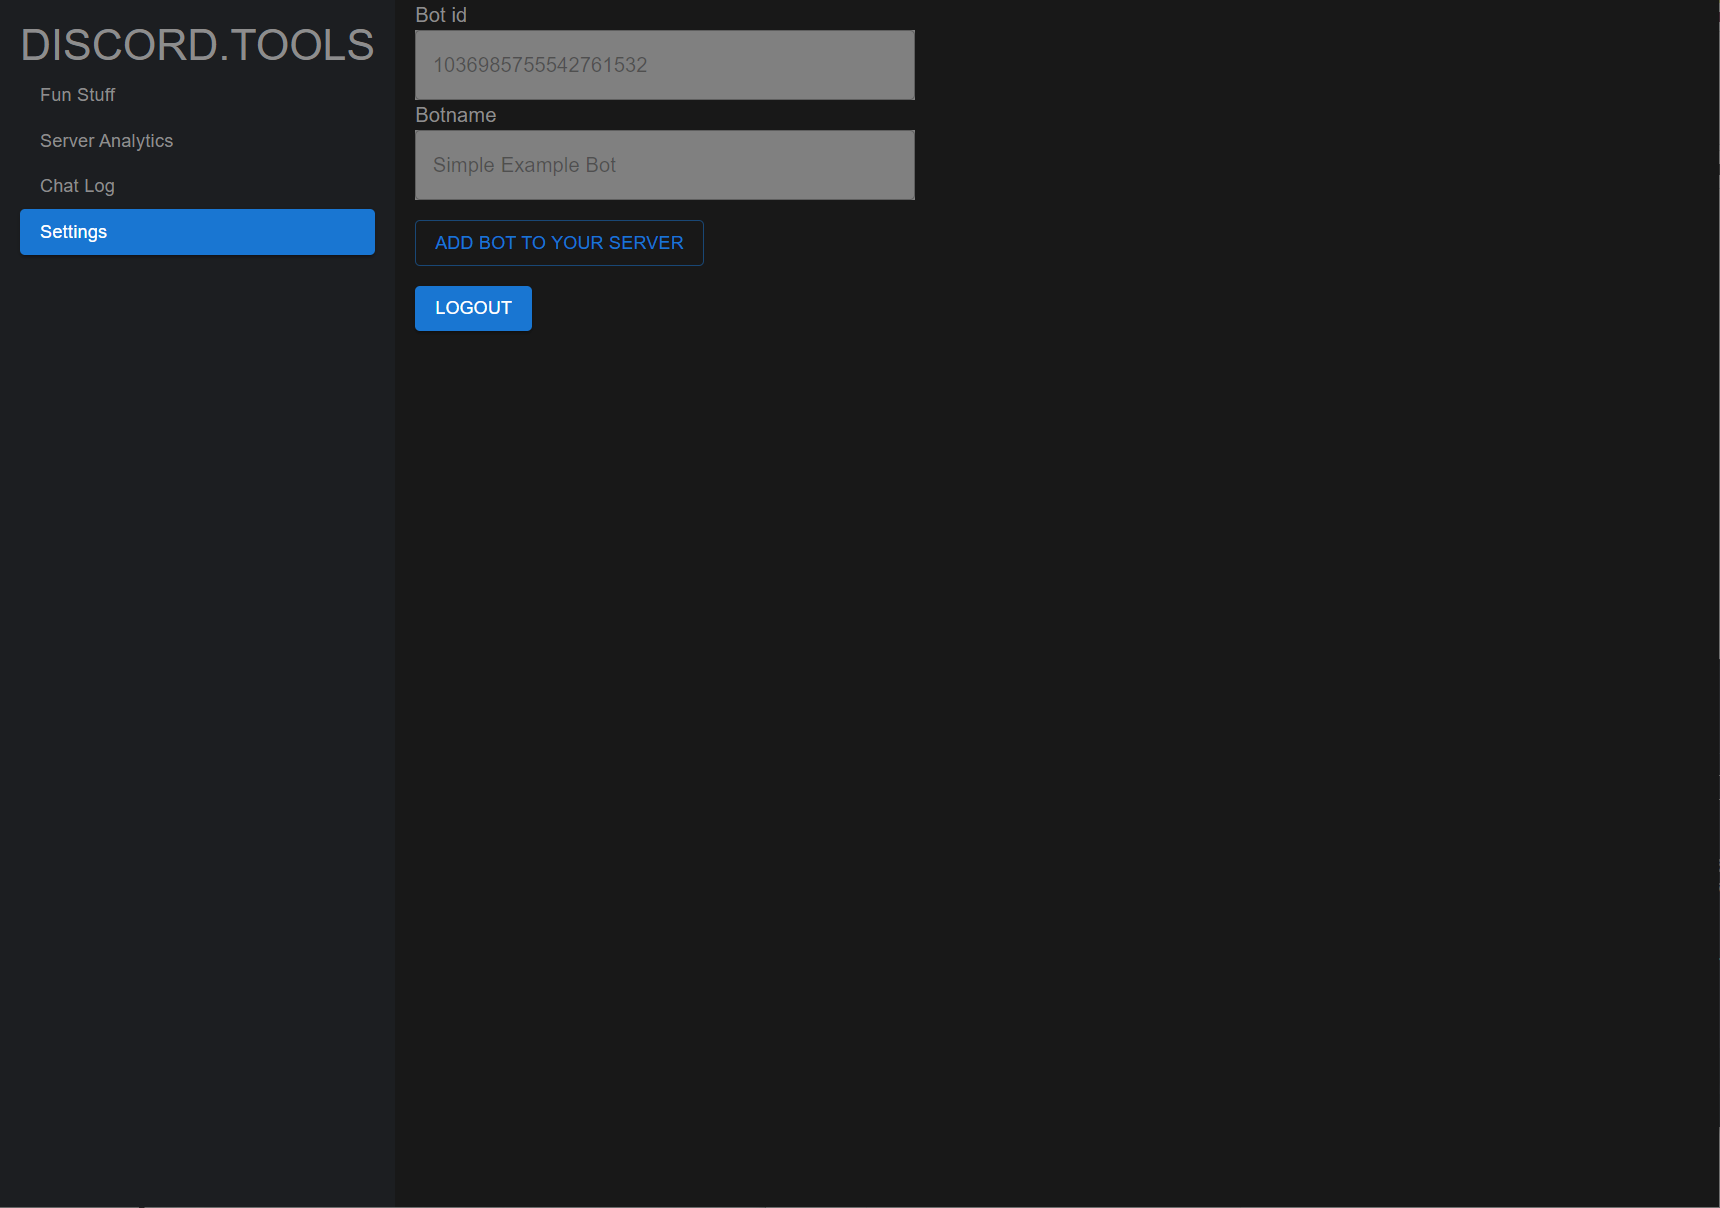 DISCORD.TOOLS
Fun Stuff
Server Analytics
Chat Log
Settings
Bot id
1036985755542761532
Botname
Simple Example Bot
ADD BOT TO YOUR SERVER
LOGOUT